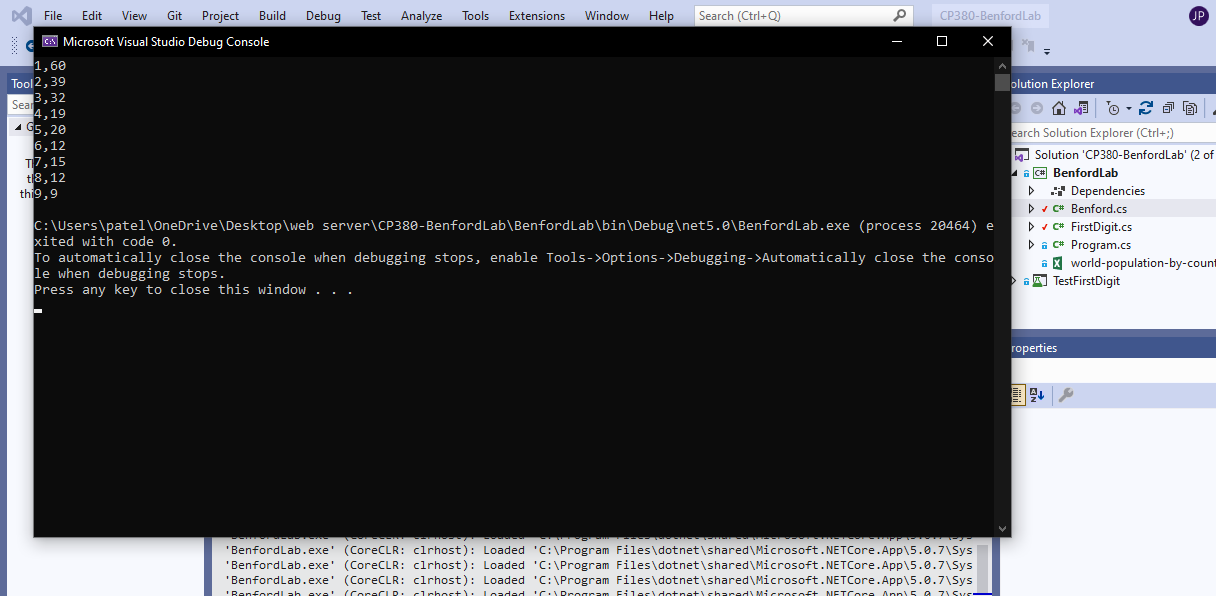 File Edit View Git Project Build Debug Test Analyze Tools Extensions Window Help Search (Ctrl+Q) CP380-BenfordLab JP
Microsoft Visual Studio Debug Console
1,60
2,39
3,32
4,19
5,20
6,12
7,15
8,12
9,9
C:\Users\patel\OneDrive\Desktop\web server\CP380-BenfordLab\BenfordLab\bin\Debug\net5.0\BenfordLab.exe (process 20464) e
xited with code 0.
To automatically close the console when debugging stops, enable Tools->Options->Debugging->Automatically close the conso
le when debugging stops.
Press any key to close this window . . .
Tool
Sear
G
Th
th
thi
olution Explorer
earch Solution Explorer (Ctrl+;)
Solution 'CP380-BenfordLab' (2 of
C# BenfordLab
Dependencies
C# Benford.cs
C# FirstDigit.cs
C# Program.cs
world-population-by-count
TestFirstDigit
roperties
'BenfordLab.exe' (CoreCLR: clrhost): Loaded 'C:\Program Files\dotnet\shared\Microsoft.NETCore.App\5.0.7\Sys
'BenfordLab.exe' (CoreCLR: clrhost): Loaded 'C:\Program Files\dotnet\shared\Microsoft.NETCore.App\5.0.7\Sys
'BenfordLab.exe' (CoreCLR: clrhost): Loaded 'C:\Program Files\dotnet\shared\Microsoft.NETCore.App\5.0.7\Sys
'BenfordLab.exe' (CoreCLR: clrhost): Loaded 'C:\Program Files\dotnet\shared\Microsoft.NETCore.App\5.0.7\Sys
'BenfordLab.exe' (CoreCLR: clrhost): Loaded 'C:\Program Files\dotnet\shared\Microsoft.NETCore.App\5.0.7\Sys